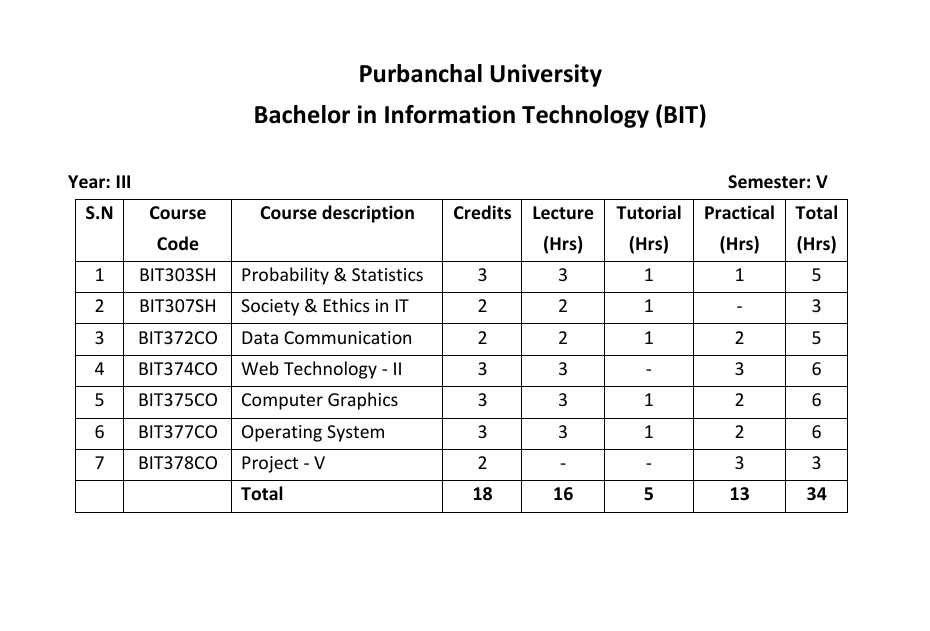 Purbanchal University
Bachelor in Information Technology (BIT)
Year: III Semester: V
S.N Course Code Course description Credits Lecture (Hrs) Tutorial (Hrs) Practical (Hrs) Total (Hrs)
1 BIT303SH Probability & Statistics 3 3 1 1 5
2 BIT307SH Society & Ethics in IT 2 2 1 - 3
3 BIT372CO Data Communication 2 2 1 2 5
4 BIT374CO Web Technology - II 3 3 - 3 6
5 BIT375CO Computer Graphics 3 3 1 2 6
6 BIT377CO Operating System 3 3 1 2 6
7 BIT378CO Project - V 2 - - 3 3
Total 18 16 5 13 34